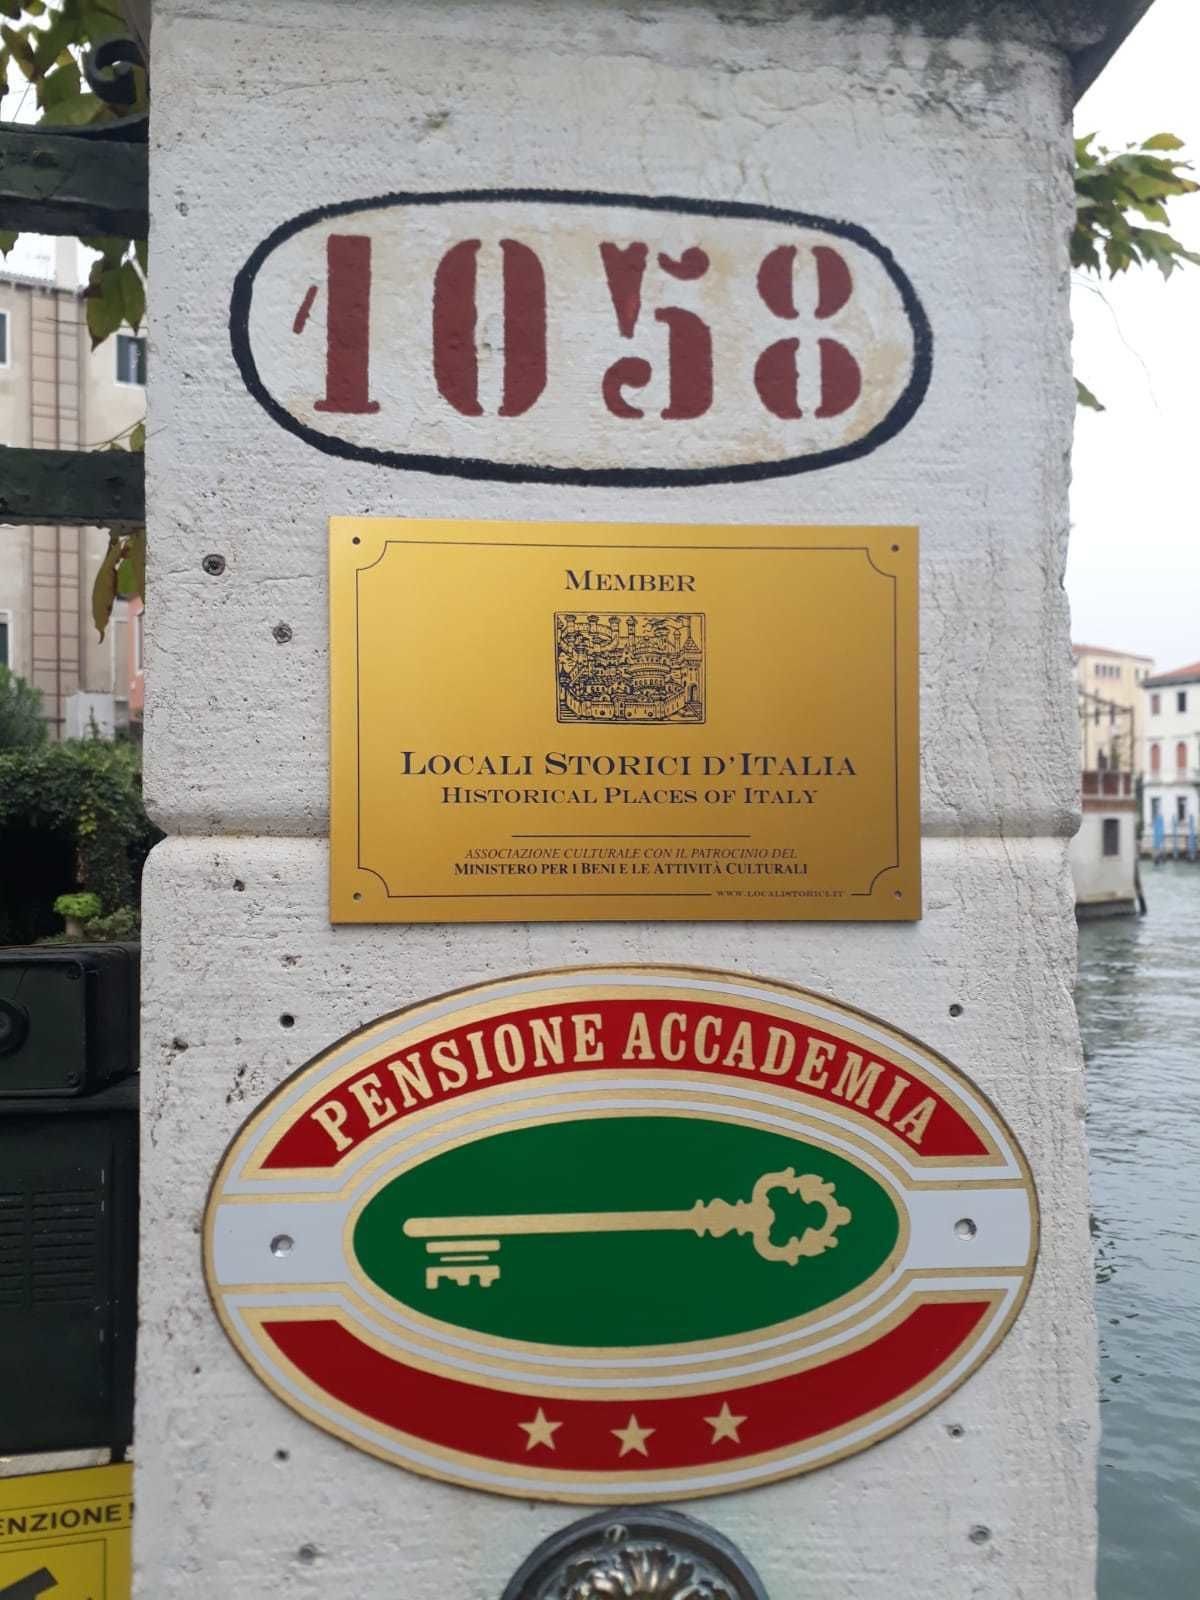 1058
MEMBER
LOCALI STORICI D'ITALIA
HISTORICAL PLACES OF ITALY
ASSOCIAZIONE CULTURALE CON IL PATROCINIO DEL
MINISTERO PER I BENI E LE ATTIVITÀ CULTURALI
WWW.LOCALISTORICI.IT
PENSIONE ACCADEMIA
ENZIONE!